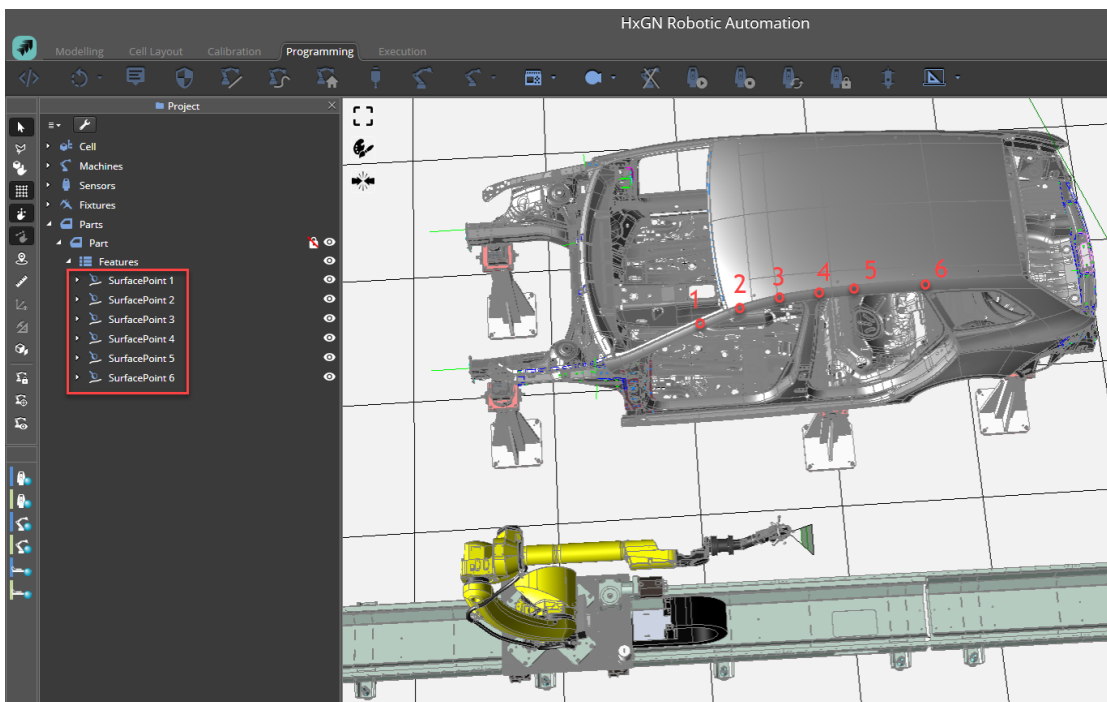 HxGN Robotic Automation
Modelling Cell Layout Calibration Programming Execution
Project
Cell
Machines
Sensors
Fixtures
Parts
Part
Features
SurfacePoint 1
SurfacePoint 2
SurfacePoint 3
SurfacePoint 4
SurfacePoint 5
SurfacePoint 6
1 2 3 4 5 6